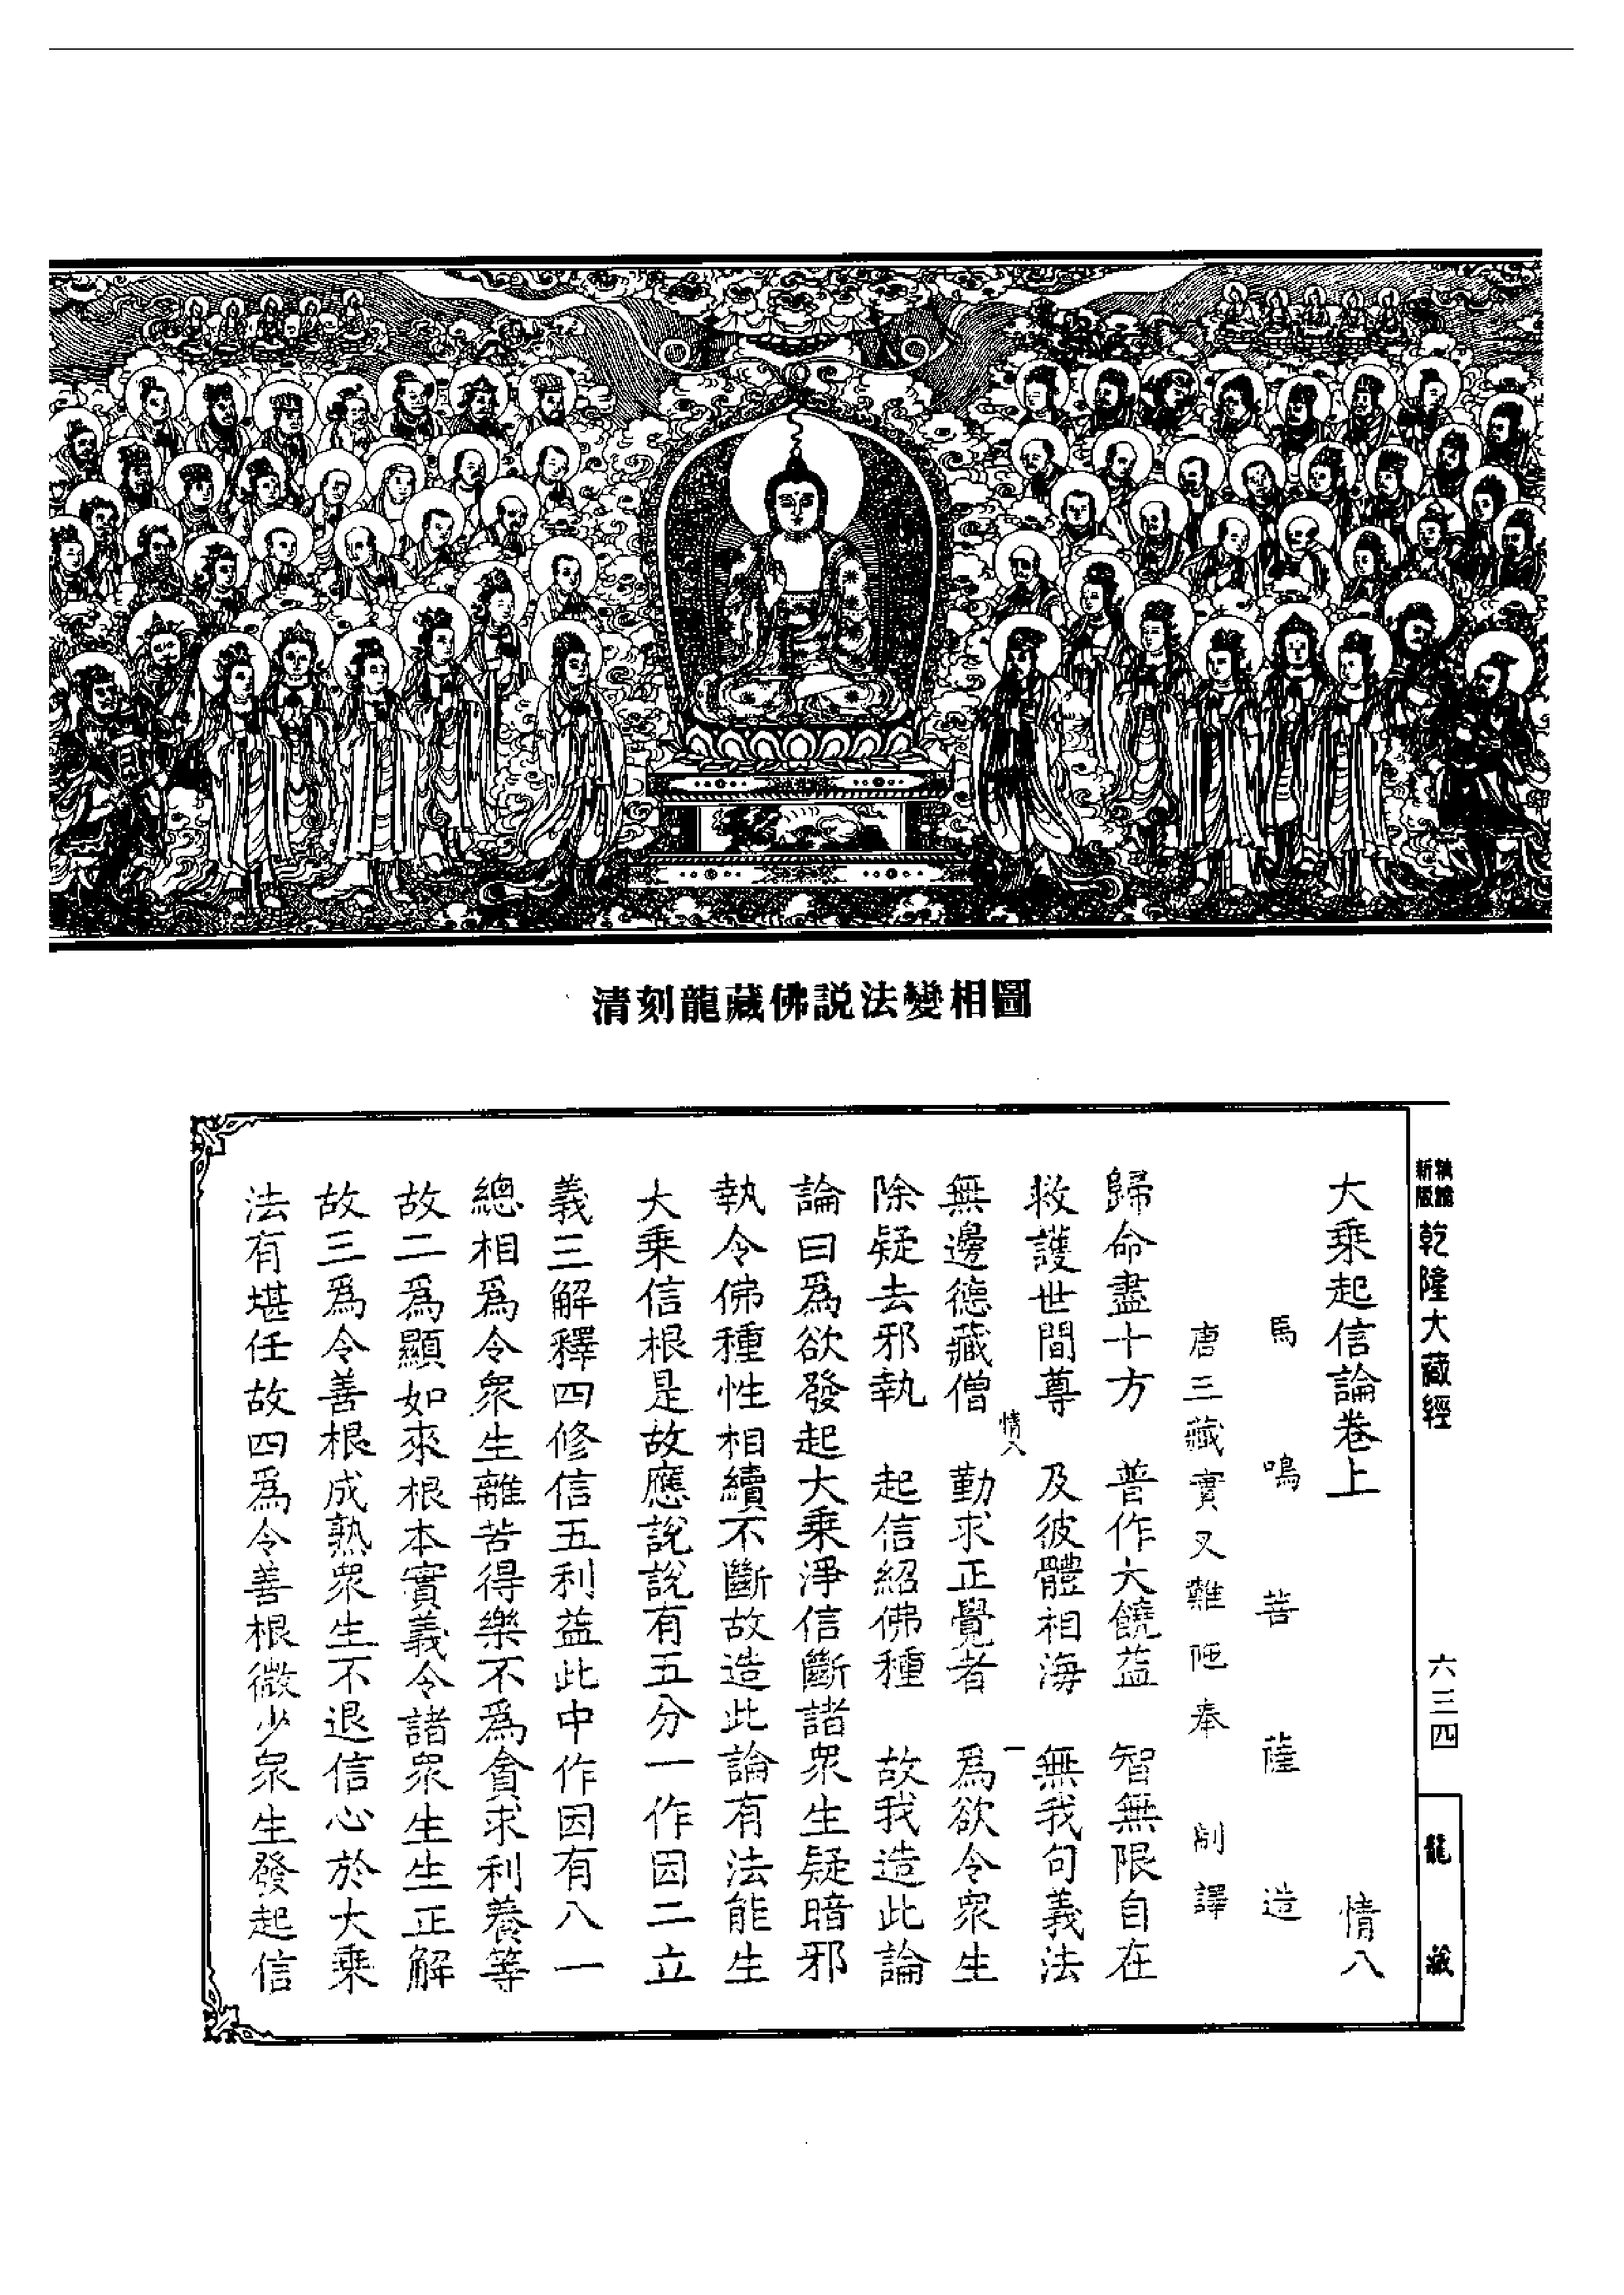 清刻龍藏佛説法變相圖
新版
精縮
乾隆大藏經
六三四
龍藏
大乘起信論卷上 情八
馬鳴菩薩造
唐三藏實叉難陁奉 制譯
歸命盡十方 普作大饒益 智無限自在
救護世間尊 及彼體相海 無我句義法
情八 一
無邊德藏僧 勤求正覺者 爲欲令衆生
除疑去邪執 起信紹佛種 故我造此論
論曰爲欲發起大乘淨信斷諸衆生疑暗邪
執令佛種性相續不斷故造此論有法能生
大乘信根是故應說說有五分一作因二立
義三解釋四修信五利益此中作因有八一
總相爲令衆生離苦得樂不爲貪求利養等
故二爲顯如來根本實義令諸衆生生正解
故三爲令善根成熟衆生不退信心於大乘
法有堪任故四爲令善根微少衆生發起信